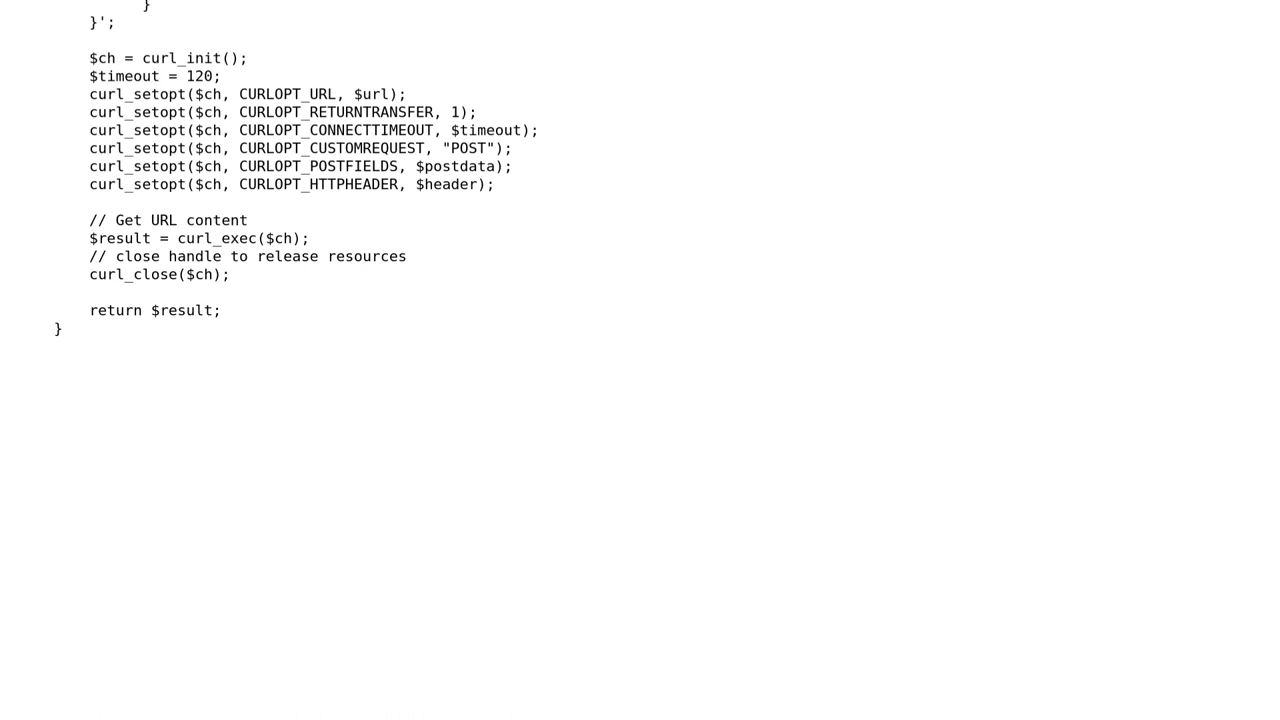 }
}';
$ch = curl_init();
$timeout = 120;
curl_setopt($ch, CURLOPT_URL, $url);
curl_setopt($ch, CURLOPT_RETURNTRANSFER, 1);
curl_setopt($ch, CURLOPT_CONNECTTIMEOUT, $timeout);
curl_setopt($ch, CURLOPT_CUSTOMREQUEST, "POST");
curl_setopt($ch, CURLOPT_POSTFIELDS, $postdata);
curl_setopt($ch, CURLOPT_HTTPHEADER, $header);
// Get URL content
$result = curl_exec($ch);
// close handle to release resources
curl_close($ch);
return $result;
}